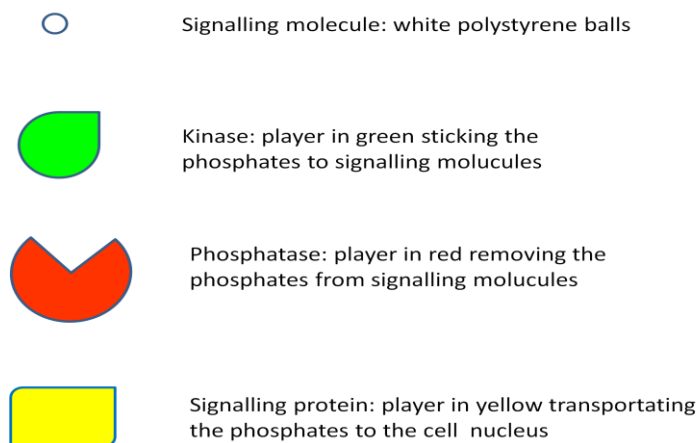 Signalling molecule: white polystyrene balls
Kinase: player in green sticking the
phosphates to signalling molucules
Phosphatase: player in red removing the
phosphates from signalling molucules
Signalling protein: player in yellow transportating
the phosphates to the cell nucleus